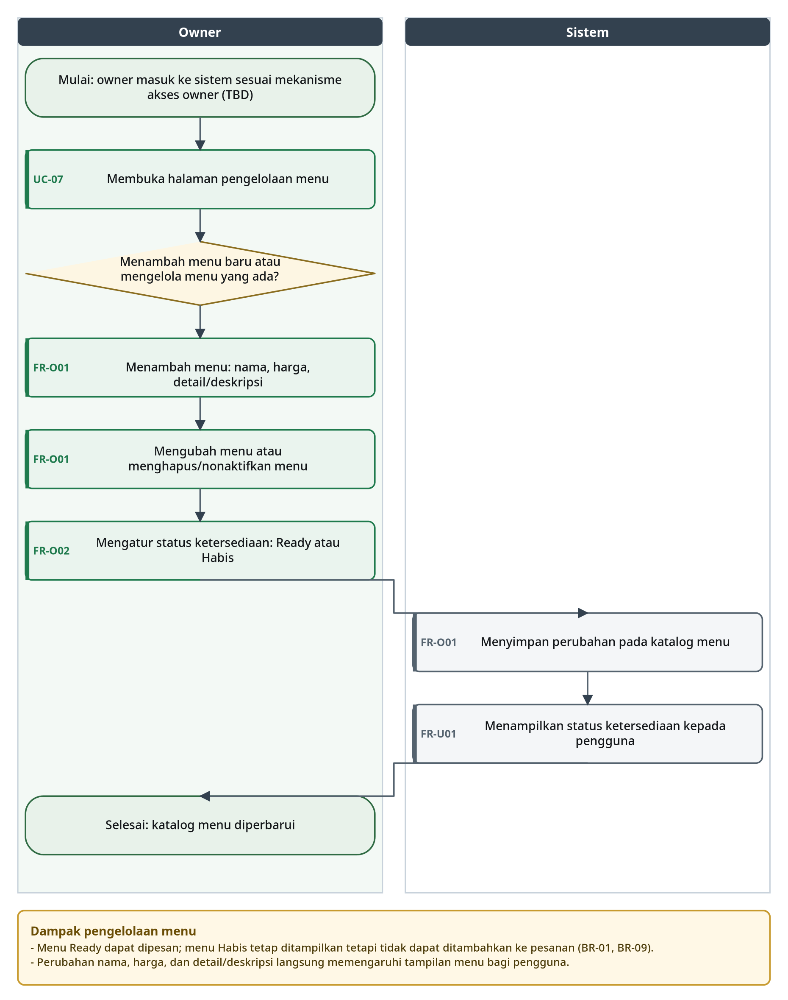 Owner
Sistem
Mulai: owner masuk ke sistem sesuai mekanisme
akses owner (TBD)
UC-07
Membuka halaman pengelolaan menu
Menambah menu baru atau
mengelola menu yang ada?
FR-O01
Menambah menu: nama, harga,
detail/deskripsi
FR-O01
Mengubah menu atau
menghapus/nonaktifkan menu
FR-O02
Mengatur status ketersediaan: Ready atau
Habis
FR-O01
Menyimpan perubahan pada katalog menu
FR-U01
Menampilkan status ketersediaan kepada
pengguna
Selesai: katalog menu diperbarui
Dampak pengelolaan menu
- Menu Ready dapat dipesan; menu Habis tetap ditampilkan tetapi tidak dapat ditambahkan ke pesanan (BR-01, BR-09).
- Perubahan nama, harga, dan detail/deskripsi langsung memengaruhi tampilan menu bagi pengguna.